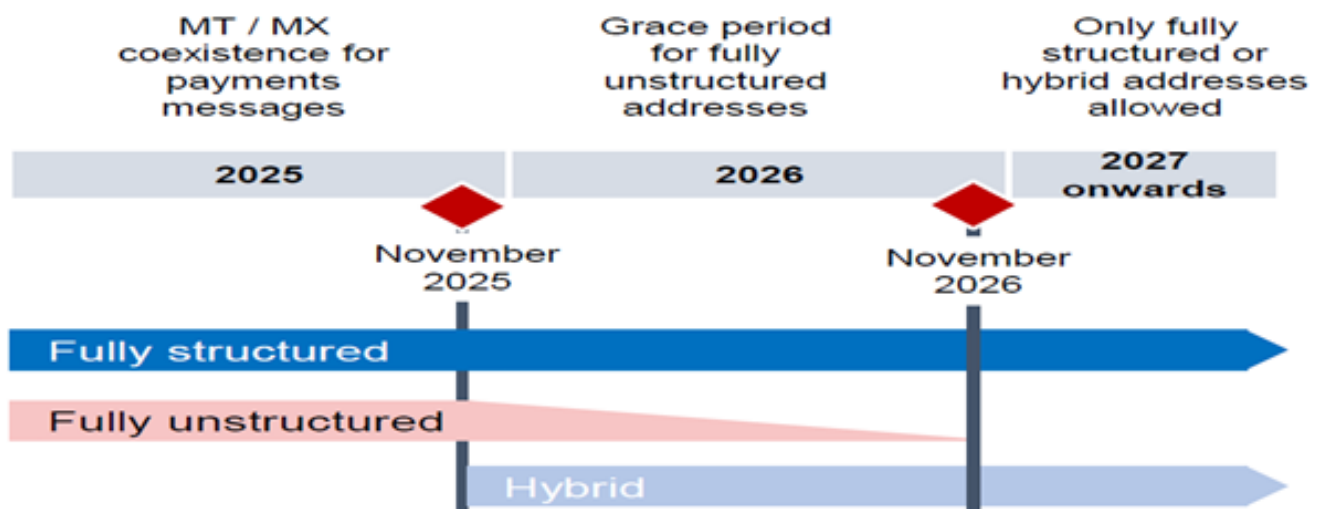 MT / MX
coexistence for
payments
messages
Grace period
for fully
unstructured
addresses
Only fully
structured or
hybrid addresses
allowed
2025
2026
2027
onwards
November
2025
November
2026
Fully structured
Fully unstructured
Hybrid